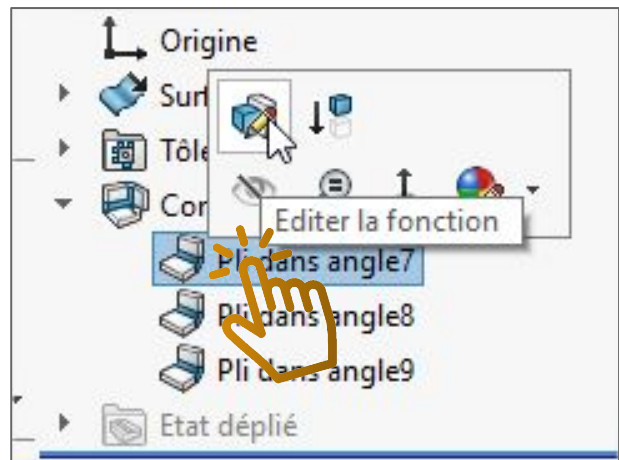 Origine
Surf
Tôle
Cor
Editer la fonction
Pli dans angle7
Pli dans angle8
Pli dans angle9
Etat déplié